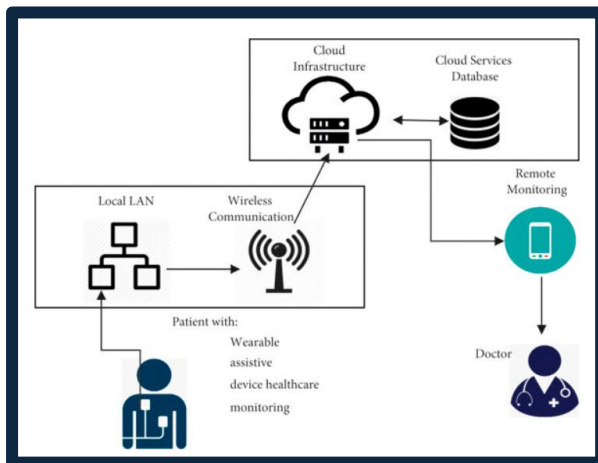 Cloud
Infrastructure
Cloud Services
Database
Remote
Monitoring
Local LAN
Wireless
Communication
Patient with:
Wearable
assistive
device healthcare
monitoring
Doctor